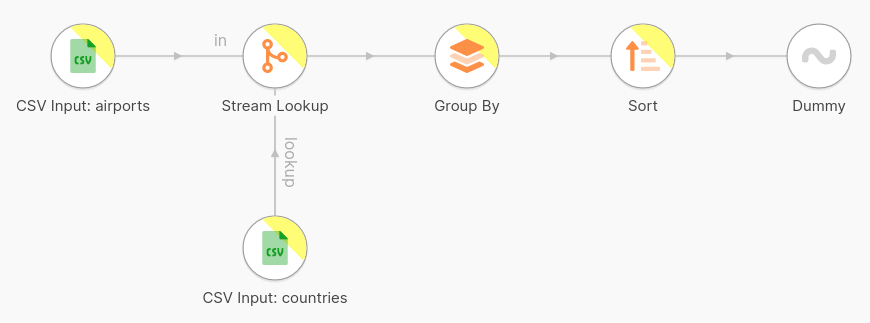 in
CSV
CSV Input: airports
Stream Lookup
Group By
Sort
Dummy
lookup
CSV
CSV Input: countries